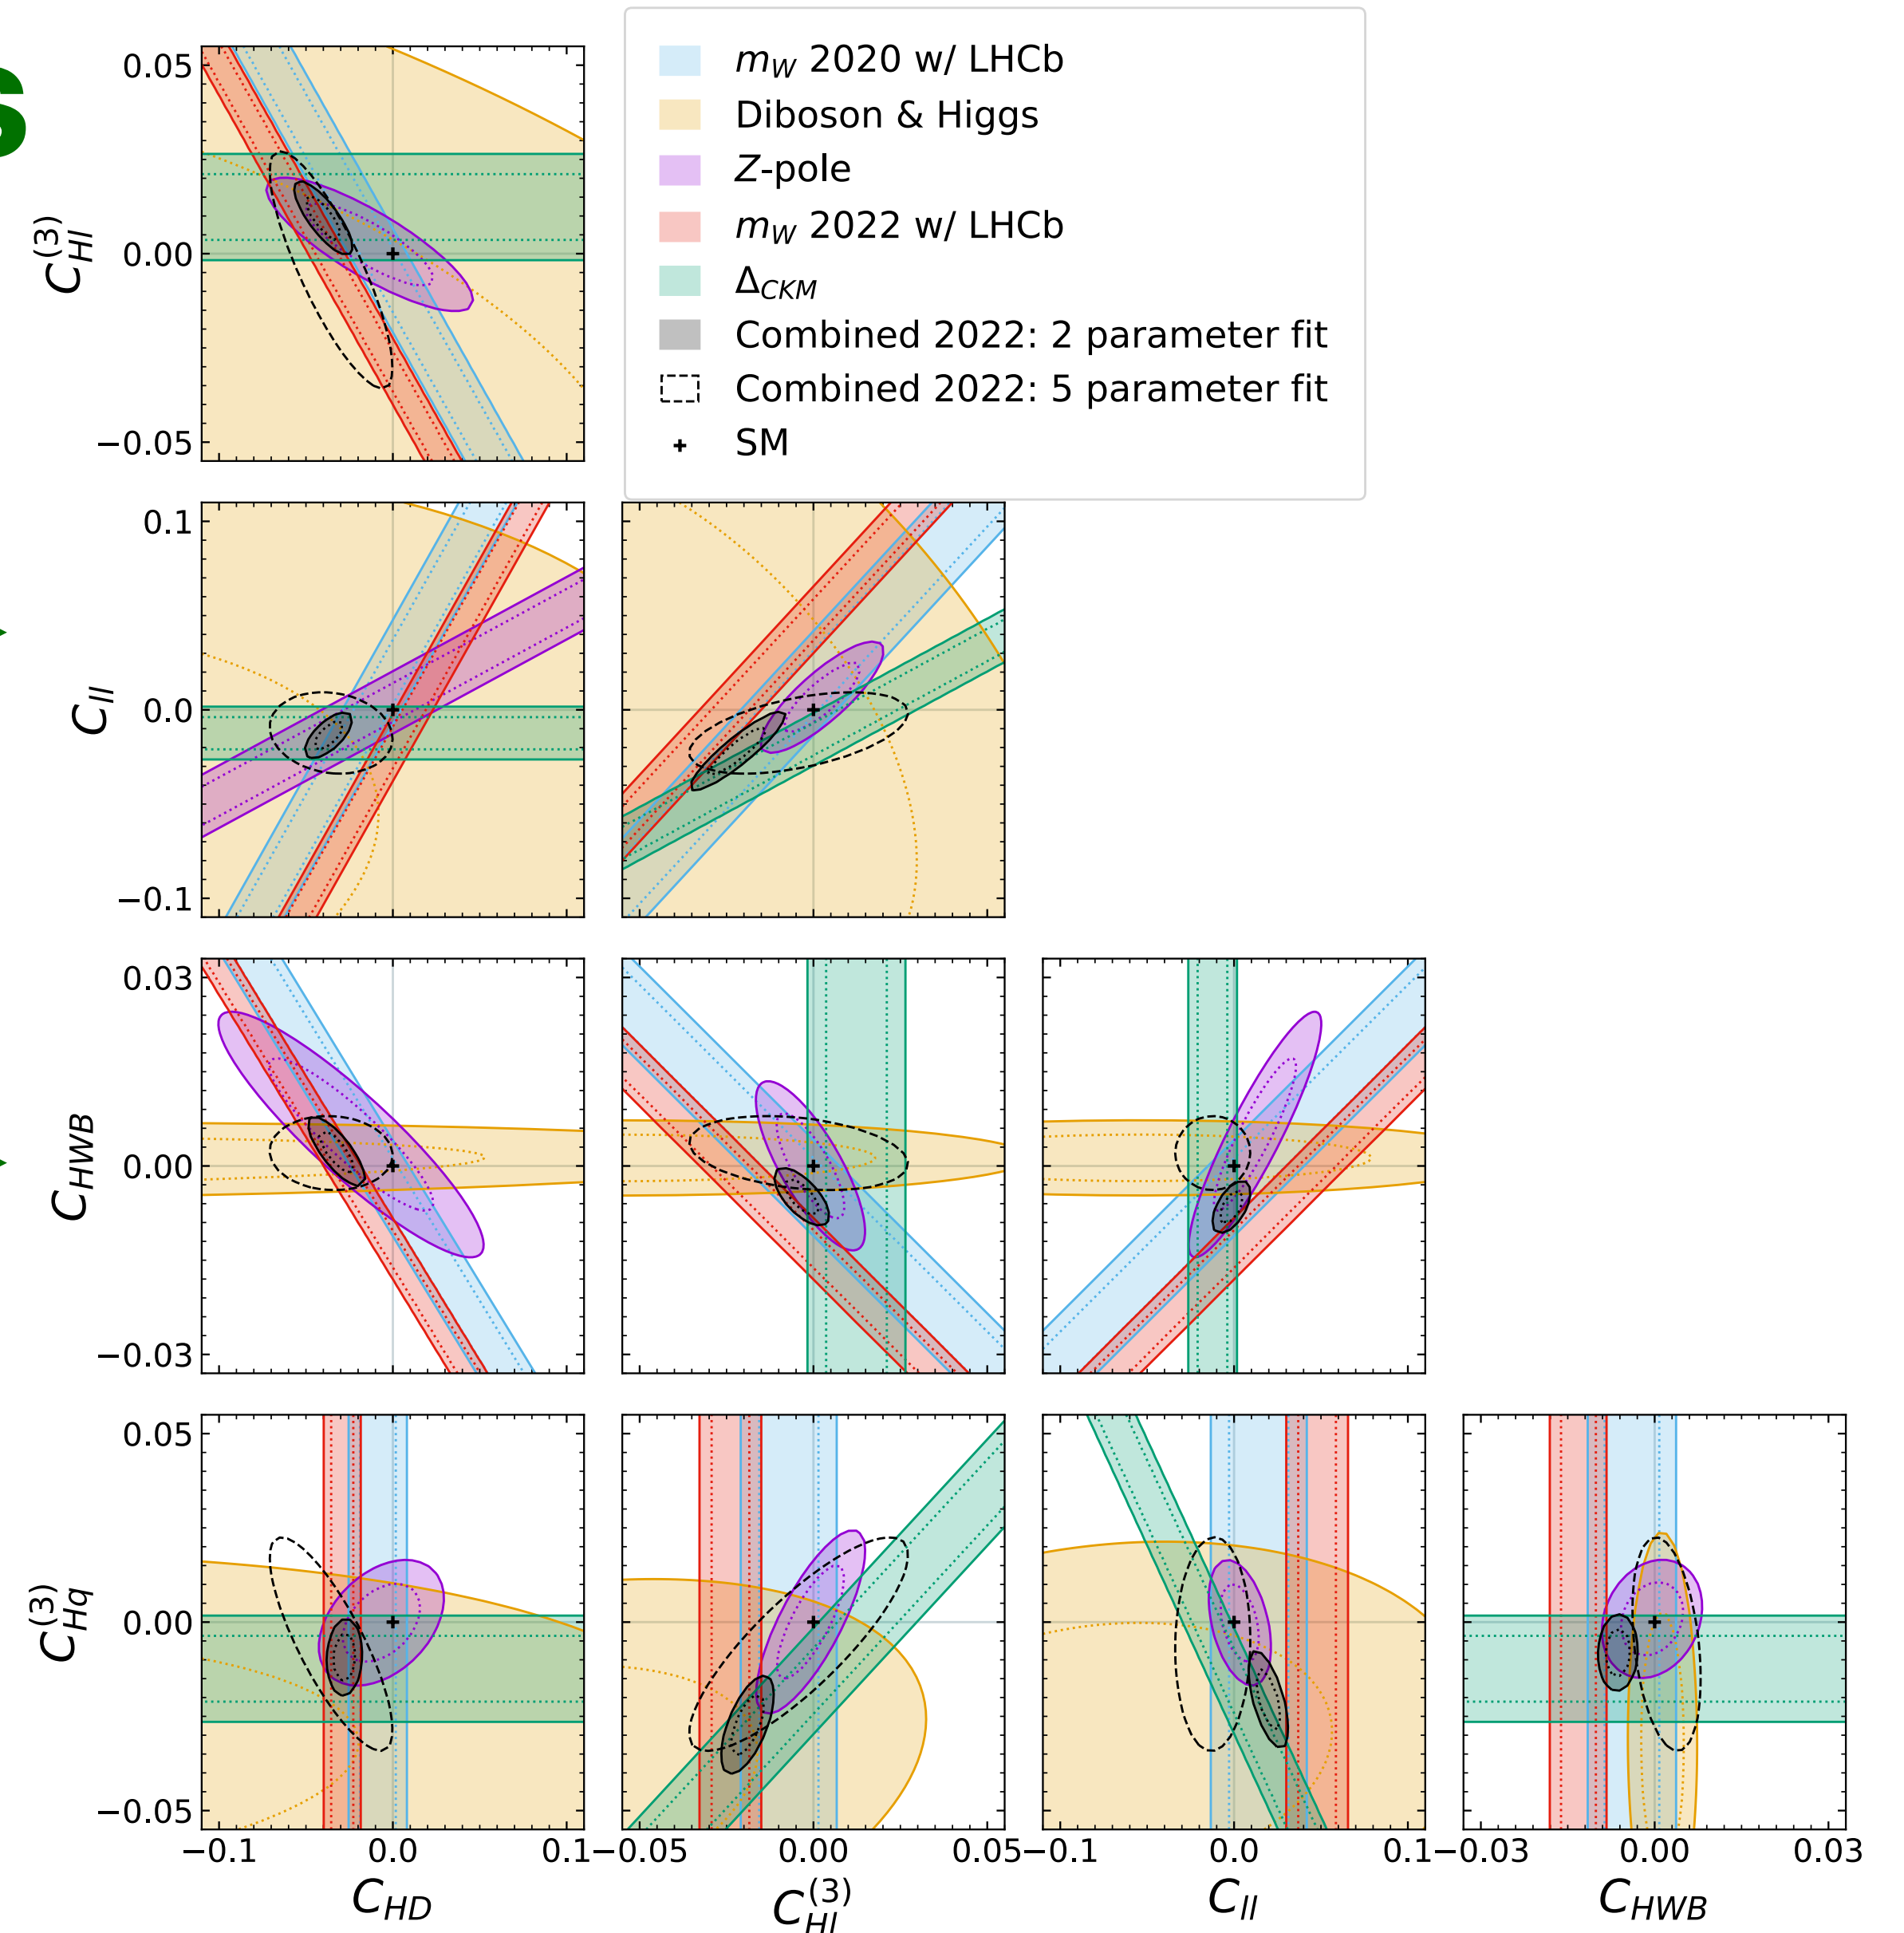 s
m_W 2020 w/ LHCb
Diboson & Higgs
Z-pole
m_W 2022 w/ LHCb
Δ_CKM
Combined 2022: 2 parameter fit
Combined 2022: 5 parameter fit
SM
0.05
0.00
−0.05
C_Hl^(3)
0.1
0.0
−0.1
C_ll
0.03
0.00
−0.03
C_HWB
0.05
0.00
−0.05
C_Hq^(3)
−0.1 0.0 0.1 −0.05 0.00 0.05 −0.1 0.0 0.1 −0.03 0.00 0.03
C_HD C_Hl^(3) C_ll C_HWB